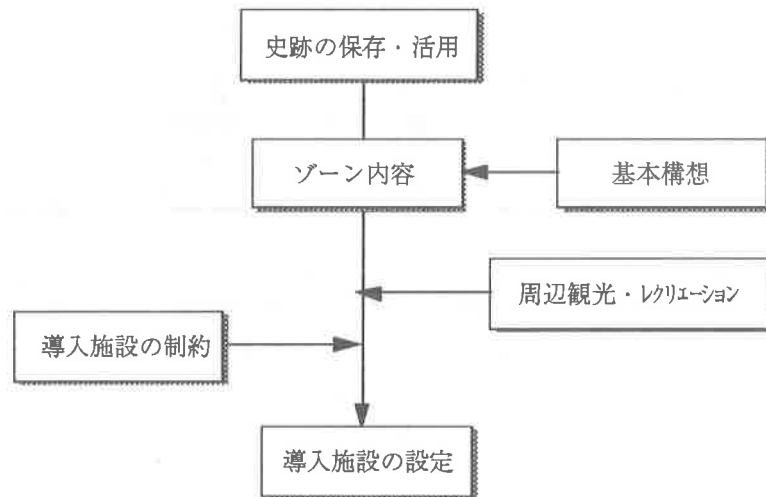 史跡の保存・活用
ゾーン内容
基本構想
周辺観光・レクリエーション
導入施設の制約
導入施設の設定